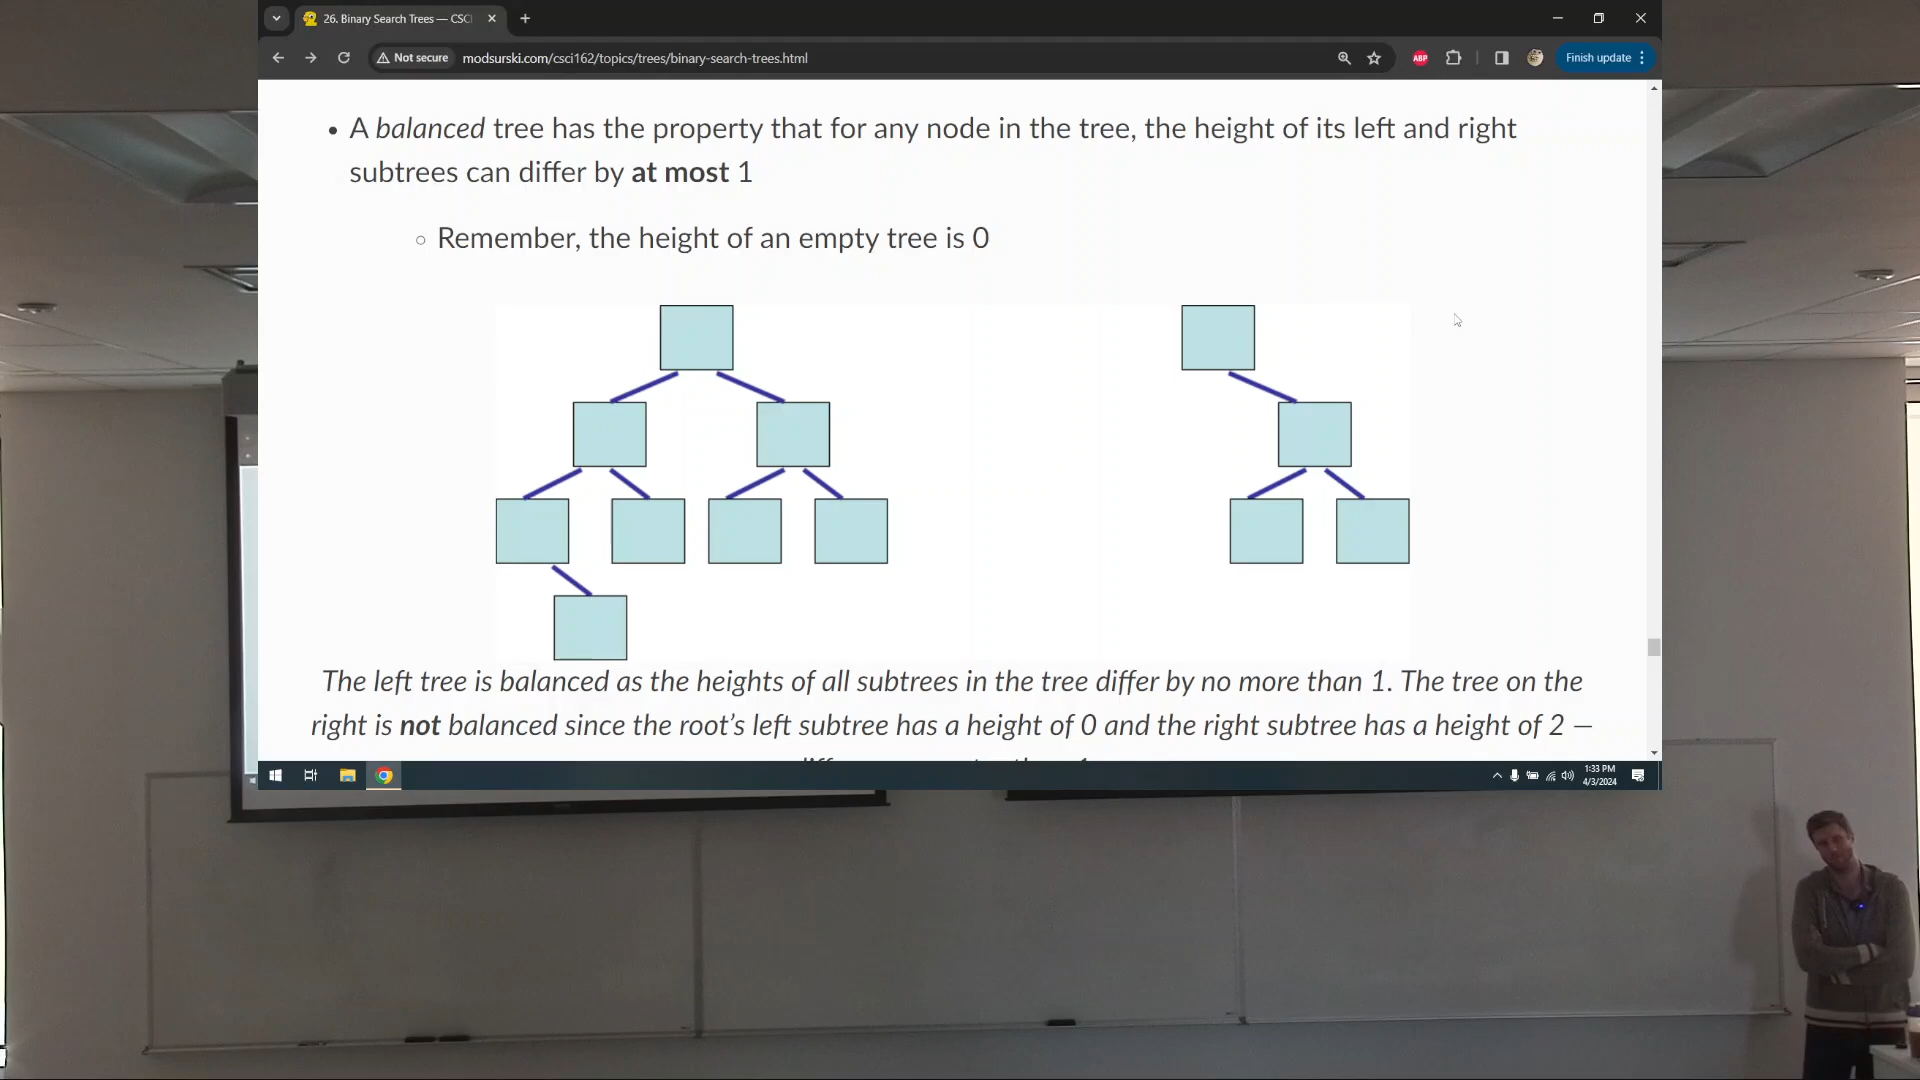 26. Binary Search Trees — CSC
Not secure
modsurski.com/csci162/topics/trees/binary-search-trees.html
ABP
Finish update
• A balanced tree has the property that for any node in the tree, the height of its left and right
subtrees can differ by at most 1
○ Remember, the height of an empty tree is 0
The left tree is balanced as the heights of all subtrees in the tree differ by no more than 1. The tree on the
right is not balanced since the root's left subtree has a height of 0 and the right subtree has a height of 2 —
1:33 PM
4/3/2024